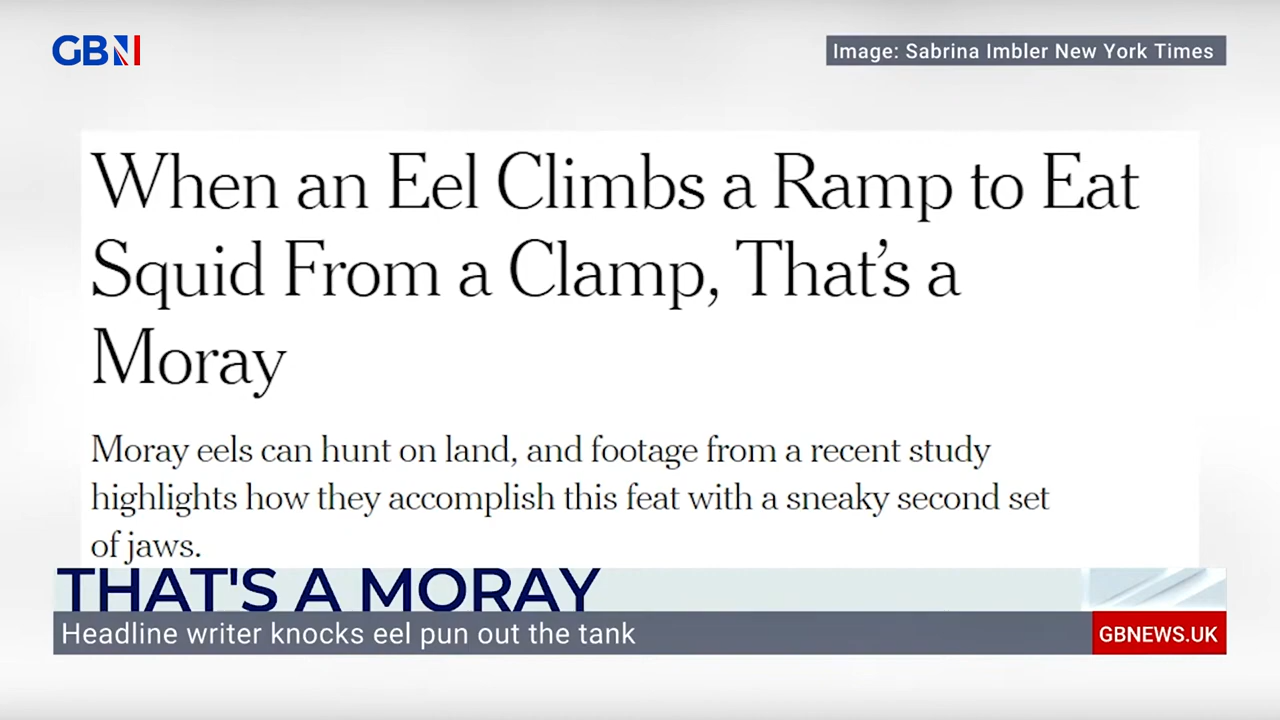 GBN
Image: Sabrina Imbler New York Times
When an Eel Climbs a Ramp to Eat
Squid From a Clamp, That’s a
Moray
Moray eels can hunt on land, and footage from a recent study
highlights how they accomplish this feat with a sneaky second set
of jaws.
THAT'S A MORAY
Headline writer knocks eel pun out the tank
GBNEWS.UK